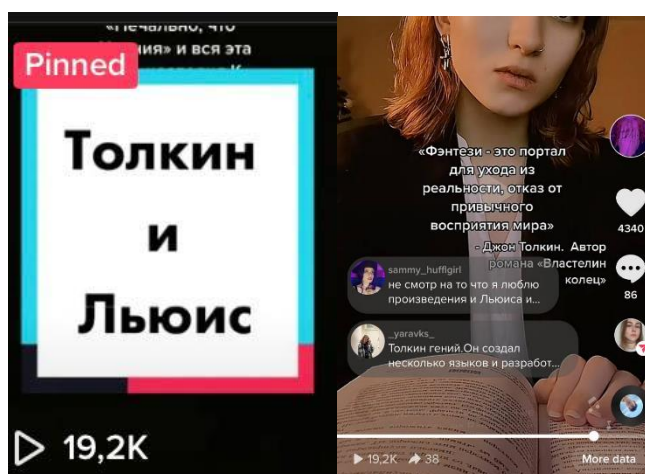 «Печально, что
и вся эта
Pinned
Толкин
и
Льюис
19,2K
«Фэнтези - это портал
для ухода из
реальности, отказ от
привычного
восприятия мира»
- Джон Толкин. Автор
романа «Властелин
колец»
4340
86
sammy_hufflgirl
не смотр на то что я люблю
произведения и Льюиса и...
_yaravks_
Толкин гений.Он создал
несколько языков и разработ...
19.2K
38
More data